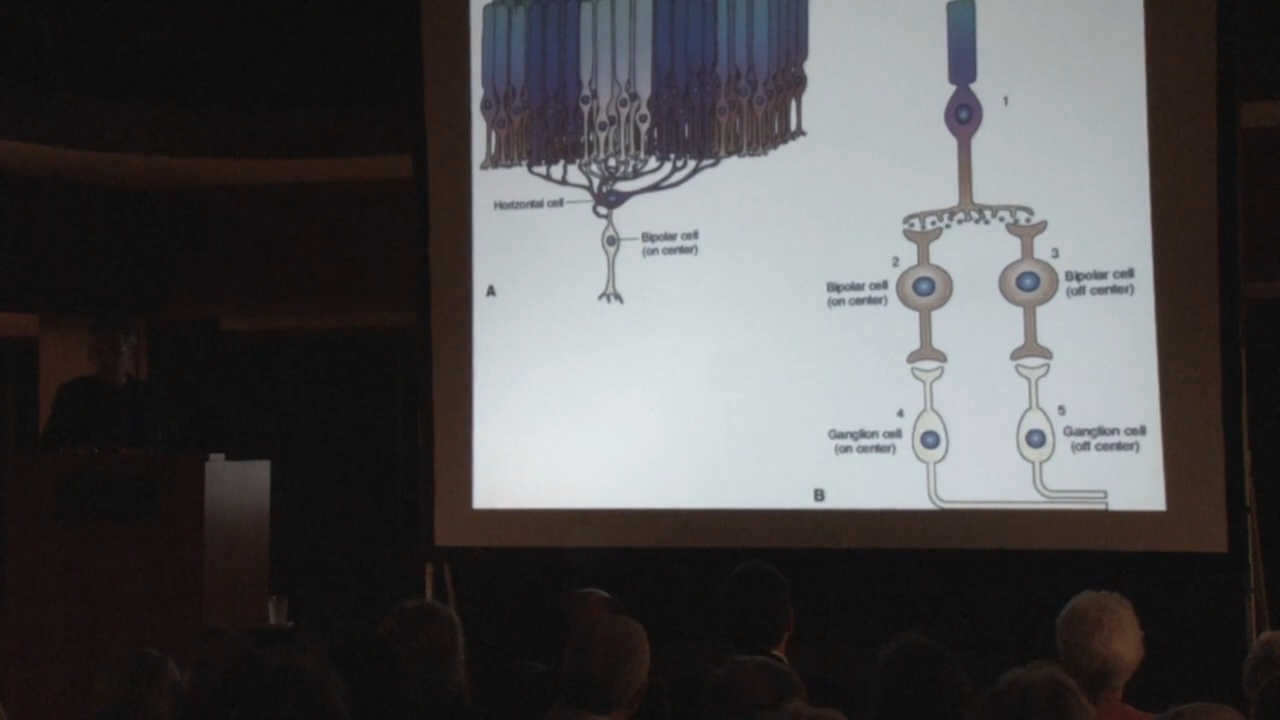 Horizontal cell
Bipolar cell
(on center)
A
1
2
Bipolar cell
(on center)
3
Bipolar cell
(off center)
4
Ganglion cell
(on center)
5
Ganglion cell
(off center)
B